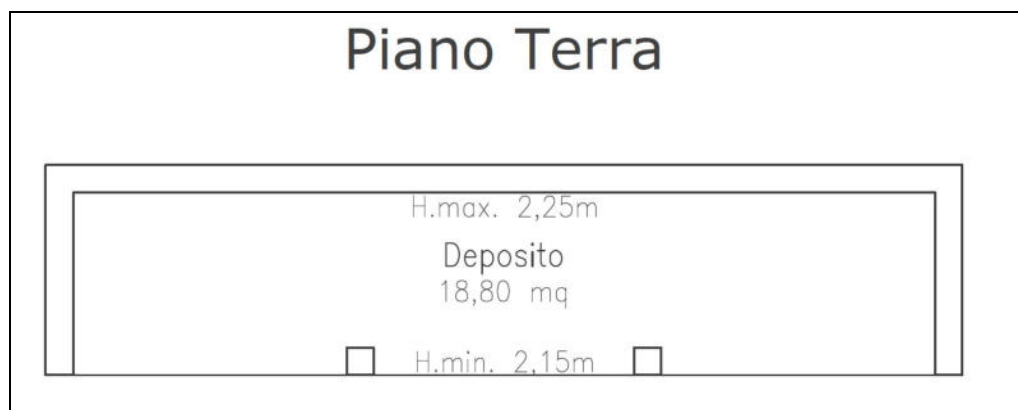 Piano Terra
H.max. 2,25m
Deposito
18,80 mq
H.min. 2,15m